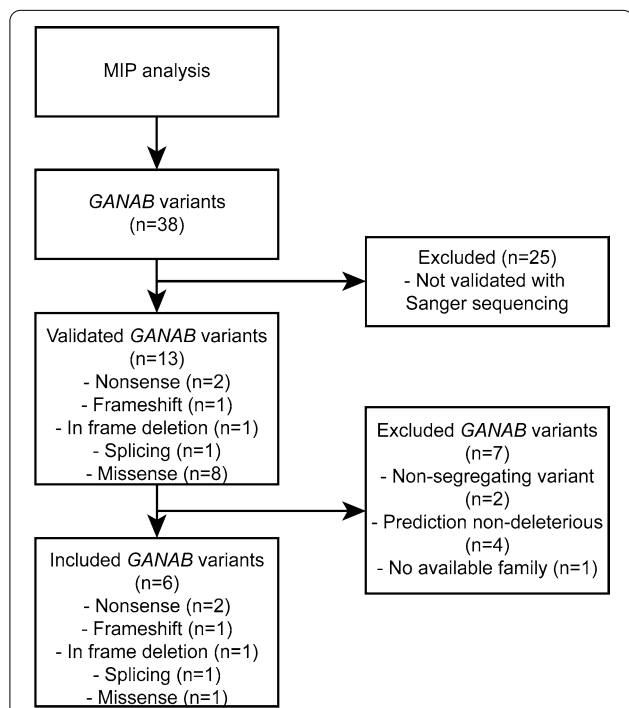 MIP analysis
GANAB variants
(n=38)
Excluded (n=25)
- Not validated with
Sanger sequencing
Validated GANAB variants
(n=13)
- Nonsense (n=2)
- Frameshift (n=1)
- In frame deletion (n=1)
- Splicing (n=1)
- Missense (n=8)
Excluded GANAB variants
(n=7)
- Non-segregating variant
(n=2)
- Prediction non-deleterious
(n=4)
- No available family (n=1)
Included GANAB variants
(n=6)
- Nonsense (n=2)
- Frameshift (n=1)
- In frame deletion (n=1)
- Splicing (n=1)
- Missense (n=1)